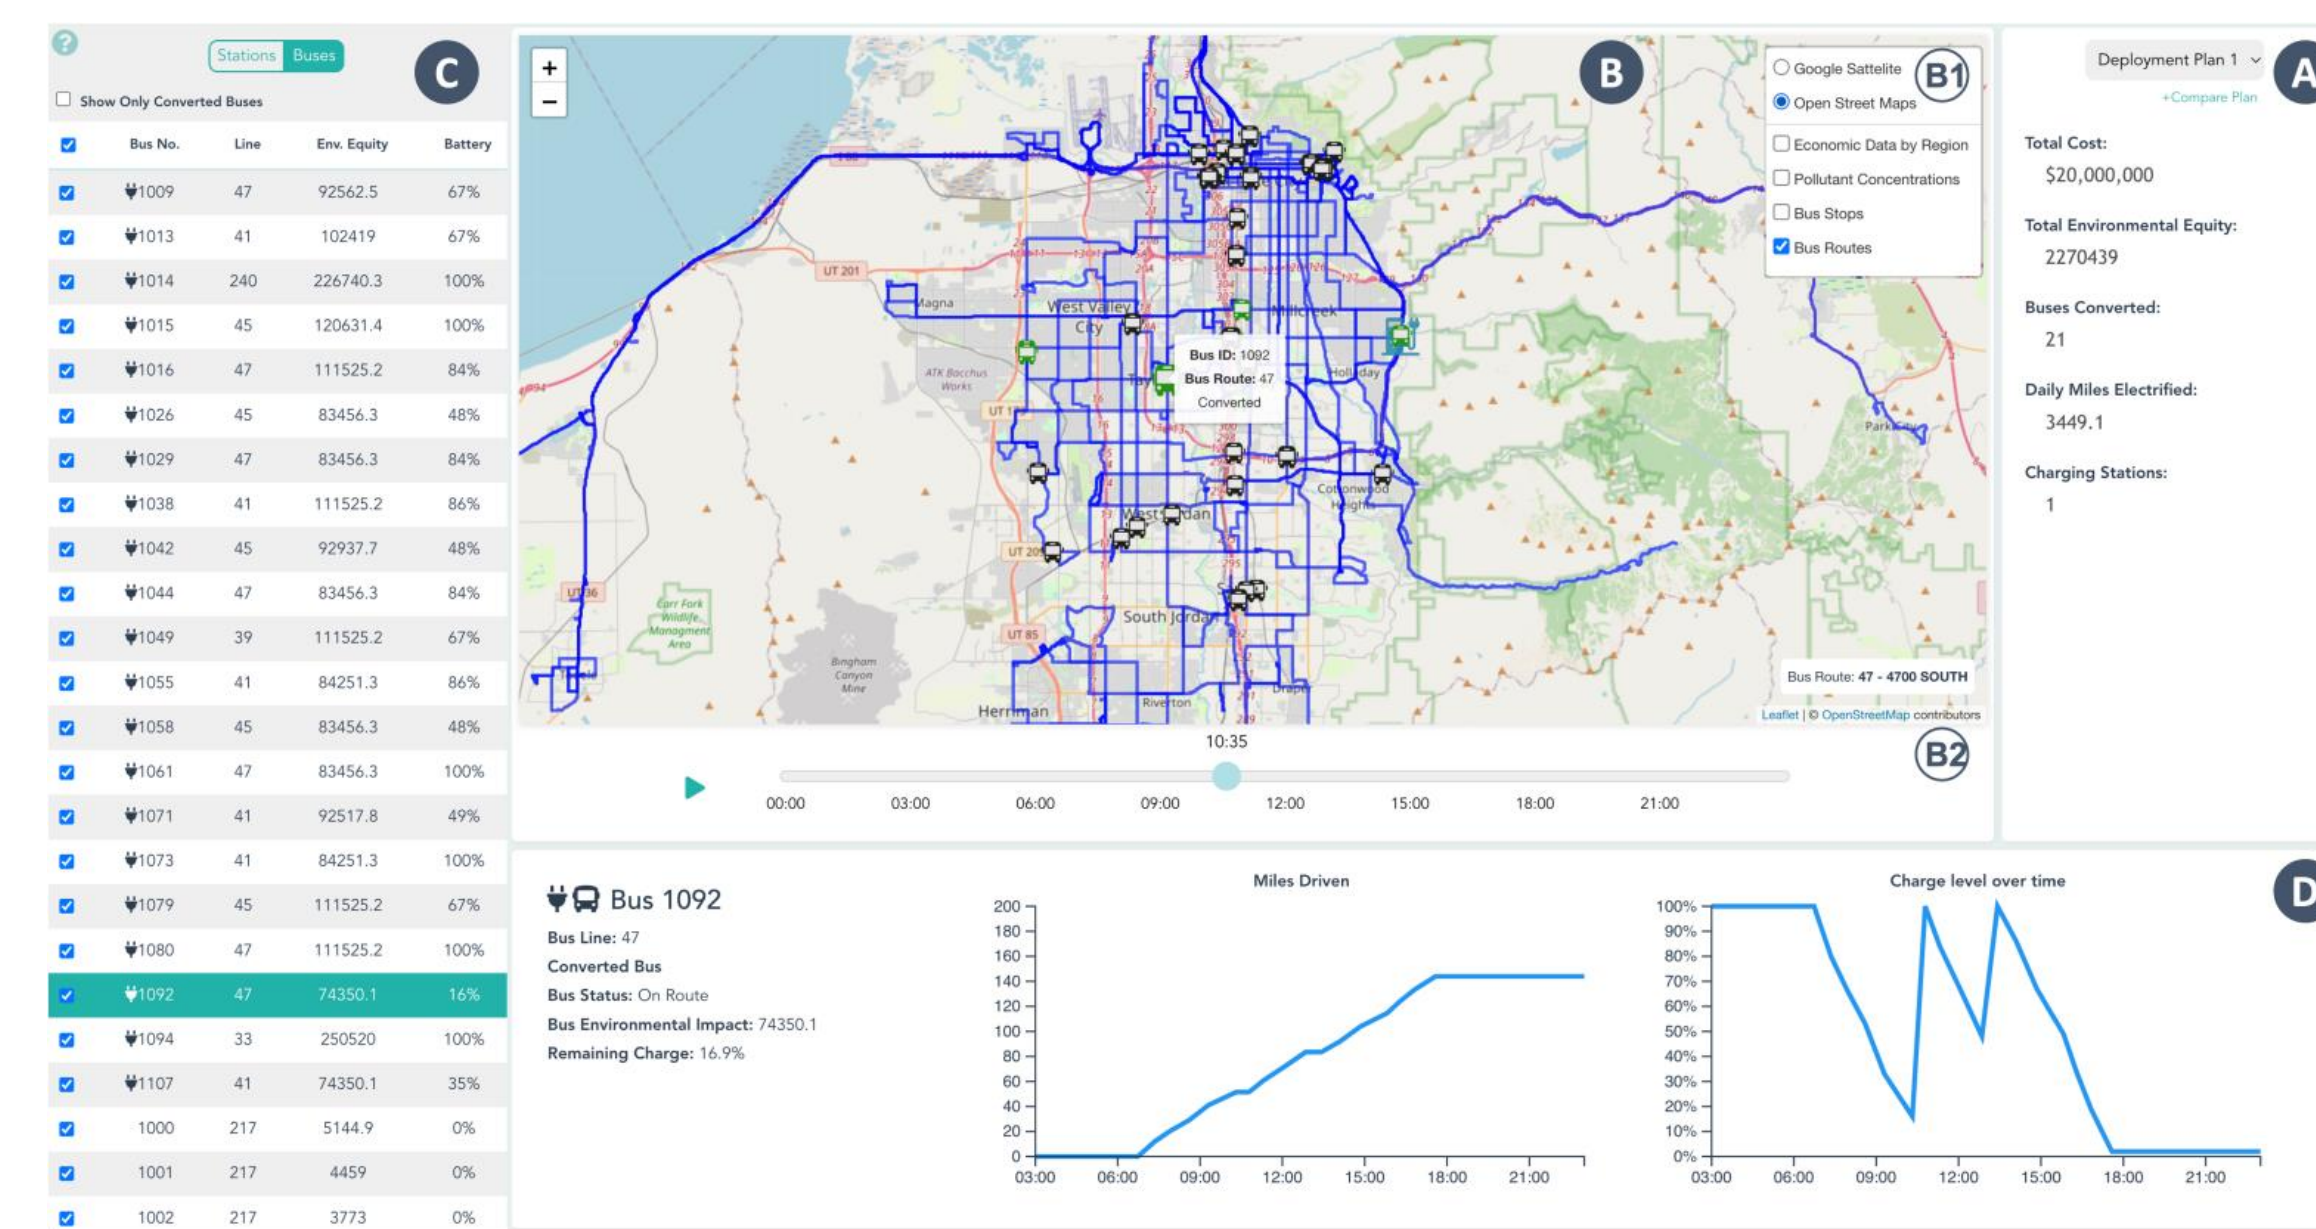 ?
Stations Buses
C
Show Only Converted Buses
Bus No. Line Env. Equity Battery
1009 47 92562.5 67%
1013 41 102419 67%
1014 240 226740.3 100%
1015 45 120631.4 100%
1016 47 111525.2 84%
1026 45 83456.3 48%
1029 47 83456.3 84%
1038 41 111525.2 86%
1042 45 92937.7 48%
1044 47 83456.3 84%
1049 39 111525.2 67%
1055 41 84251.3 86%
1058 45 83456.3 48%
1061 47 83456.3 100%
1071 41 92517.8 49%
1073 41 84251.3 100%
1079 45 111525.2 67%
1080 47 111525.2 100%
1092 47 74350.1 16%
1094 33 250520 100%
1107 41 74350.1 35%
1000 217 5144.9 0%
1001 217 4459 0%
1002 217 3773 0%
+
−
B
B1
Google Sattelite
Open Street Maps
Economic Data by Region
Pollutant Concentrations
Bus Stops
Bus Routes
UT 201
Magna
West Valley
City
Millcreek
ATK Bacchus
Works
Holladay
Bus ID: 1092
Bus Route: 47
Converted
Park City
Cottonwood
Heights
UT 36
Carr Fork
Wildlife
Managment
Area
South Jorda
UT 85
Bingham
Canyon
Mine
Herriman
Riverton
Draper
Bus Route: 47 - 4700 SOUTH
Leaflet | © OpenStreetMap contributors
10:35
B2
00:00 03:00 06:00 09:00 12:00 15:00 18:00 21:00
Deployment Plan 1
A
+Compare Plan
Total Cost:
$20,000,000
Total Environmental Equity:
2270439
Buses Converted:
21
Daily Miles Electrified:
3449.1
Charging Stations:
1
Bus 1092
Bus Line: 47
Converted Bus
Bus Status: On Route
Bus Environmental Impact: 74350.1
Remaining Charge: 16.9%
Miles Driven
200
180
160
140
120
100
80
60
40
20
0
03:00 06:00 09:00 12:00 15:00 18:00 21:00
Charge level over time
D
100%
90%
80%
70%
60%
50%
40%
30%
20%
10%
0%
03:00 06:00 09:00 12:00 15:00 18:00 21:00